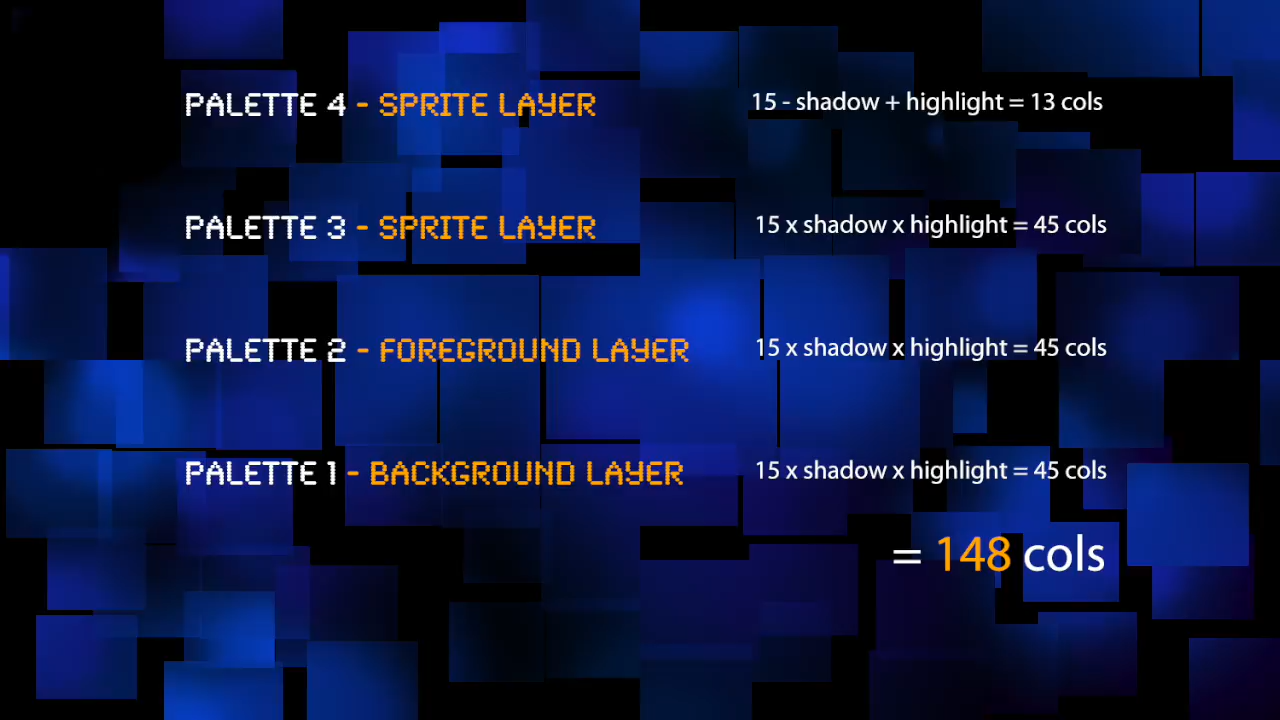 PALETTE 4 - SPRITE LAYER 15 - shadow + highlight = 13 cols
PALETTE 3 - SPRITE LAYER 15 x shadow x highlight = 45 cols
PALETTE 2 - FOREGROUND LAYER 15 x shadow x highlight = 45 cols
PALETTE 1 - BACKGROUND LAYER 15 x shadow x highlight = 45 cols
= 148 cols